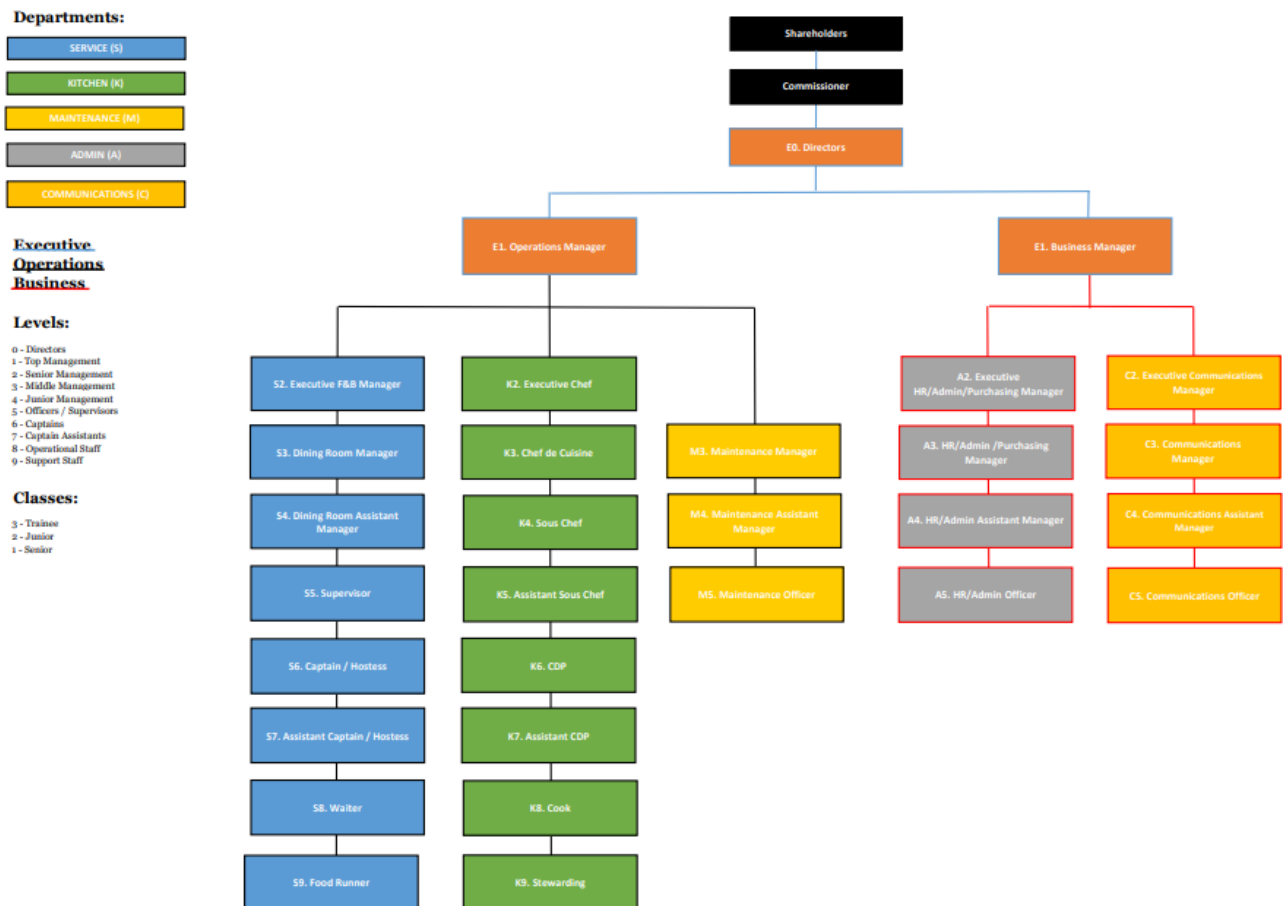 Departments:
SERVICE (S)
KITCHEN (K)
MAINTENANCE (M)
ADMIN (A)
COMMUNICATIONS (C)
Executive
Operations
Business
Levels:
0 - Directors
1 - Top Management
2 - Senior Management
3 - Middle Management
4 - Junior Management
5 - Officers / Supervisors
6 - Captains
7 - Captain Assistants
8 - Operational Staff
9 - Support Staff
Classes:
3 - Trainee
2 - Junior
1 - Senior
Shareholders
Commissioner
E0. Directors
E1. Operations Manager
E1. Business Manager
S2. Executive F&B Manager
S3. Dining Room Manager
S4. Dining Room Assistant
Manager
S5. Supervisor
S6. Captain / Hostess
S7. Assistant Captain / Hostess
S8. Waiter
S9. Food Runner
K2. Executive Chef
K3. Chef de Cuisine
K4. Sous Chef
K5. Assistant Sous Chef
K6. CDP
K7. Assistant CDP
K8. Cook
K9. Stewarding
M3. Maintenance Manager
M4. Maintenance Assistant
Manager
M5. Maintenance Officer
A2. Executive
HR/Admin/Purchasing Manager
A3. HR/Admin /Purchasing
Manager
A4. HR/Admin Assistant Manager
A5. HR/Admin Officer
C2. Executive Communications
Manager
C3. Communications
Manager
C4. Communications Assistant
Manager
C5. Communications Officer